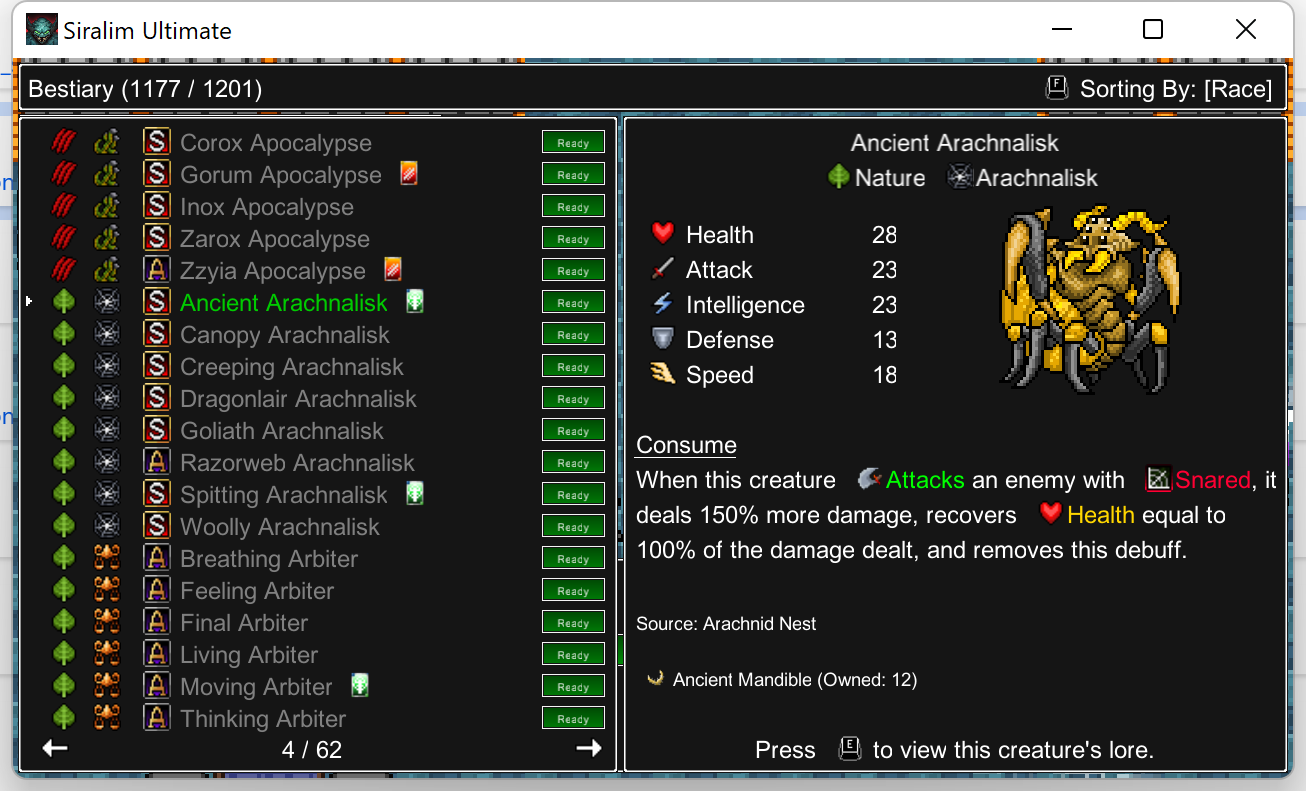 Siralim Ultimate
Bestiary (1177 / 1201)
F Sorting By: [Race]
S Corox Apocalypse Ready
S Gorum Apocalypse Ready
S Inox Apocalypse Ready
S Zarox Apocalypse Ready
A Zzyia Apocalypse Ready
S Ancient Arachnalisk Ready
S Canopy Arachnalisk Ready
S Creeping Arachnalisk Ready
S Dragonlair Arachnalisk Ready
S Goliath Arachnalisk Ready
A Razorweb Arachnalisk Ready
S Spitting Arachnalisk Ready
S Woolly Arachnalisk Ready
A Breathing Arbiter Ready
A Feeling Arbiter Ready
A Final Arbiter Ready
A Living Arbiter Ready
A Moving Arbiter Ready
A Thinking Arbiter Ready
4 / 62
Ancient Arachnalisk
Nature Arachnalisk
Health 28
Attack 23
Intelligence 23
Defense 13
Speed 18
Consume
When this creature Attacks an enemy with Snared, it
deals 150% more damage, recovers Health equal to
100% of the damage dealt, and removes this debuff.
Source: Arachnid Nest
Ancient Mandible (Owned: 12)
Press E to view this creature's lore.